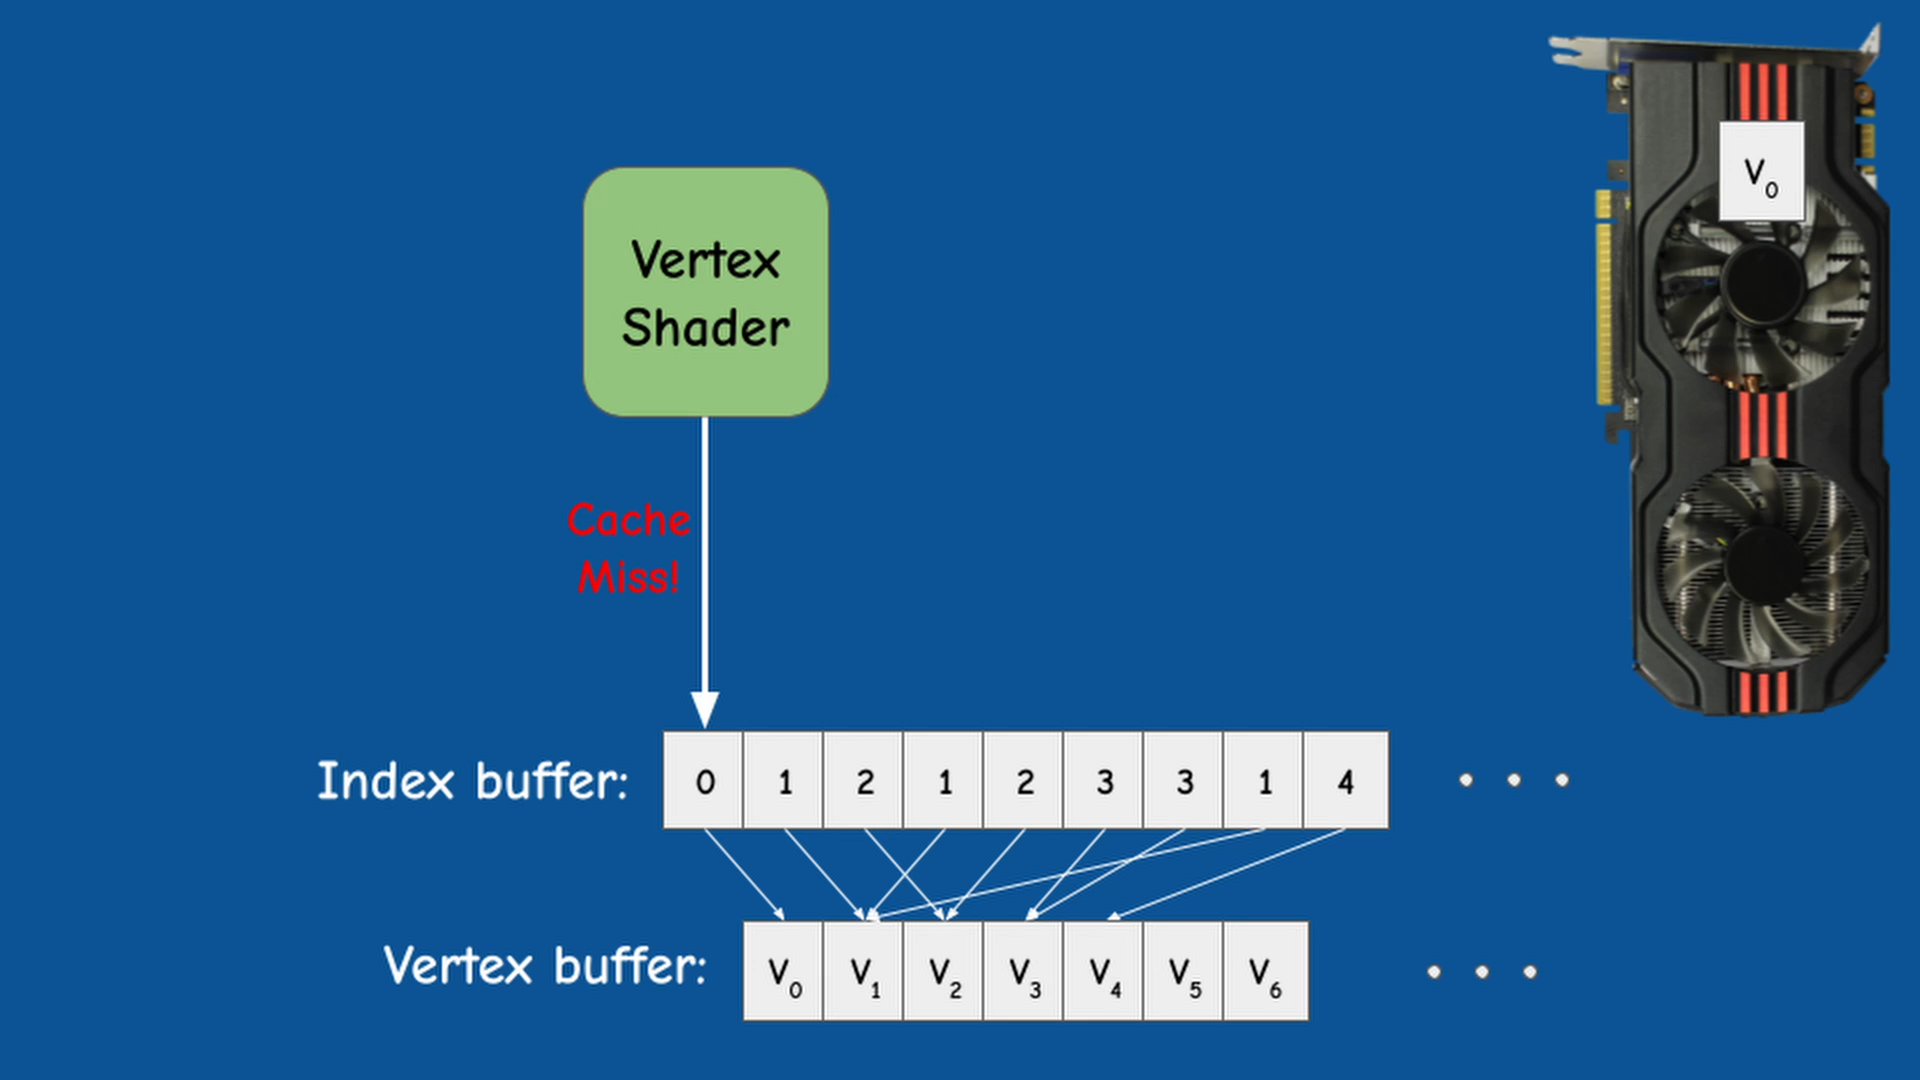 V0
Vertex
Shader
Cache
Miss!
Index buffer: 0 1 2 1 2 3 3 1 4 • • •
Vertex buffer: V0 V1 V2 V3 V4 V5 V6 • • •